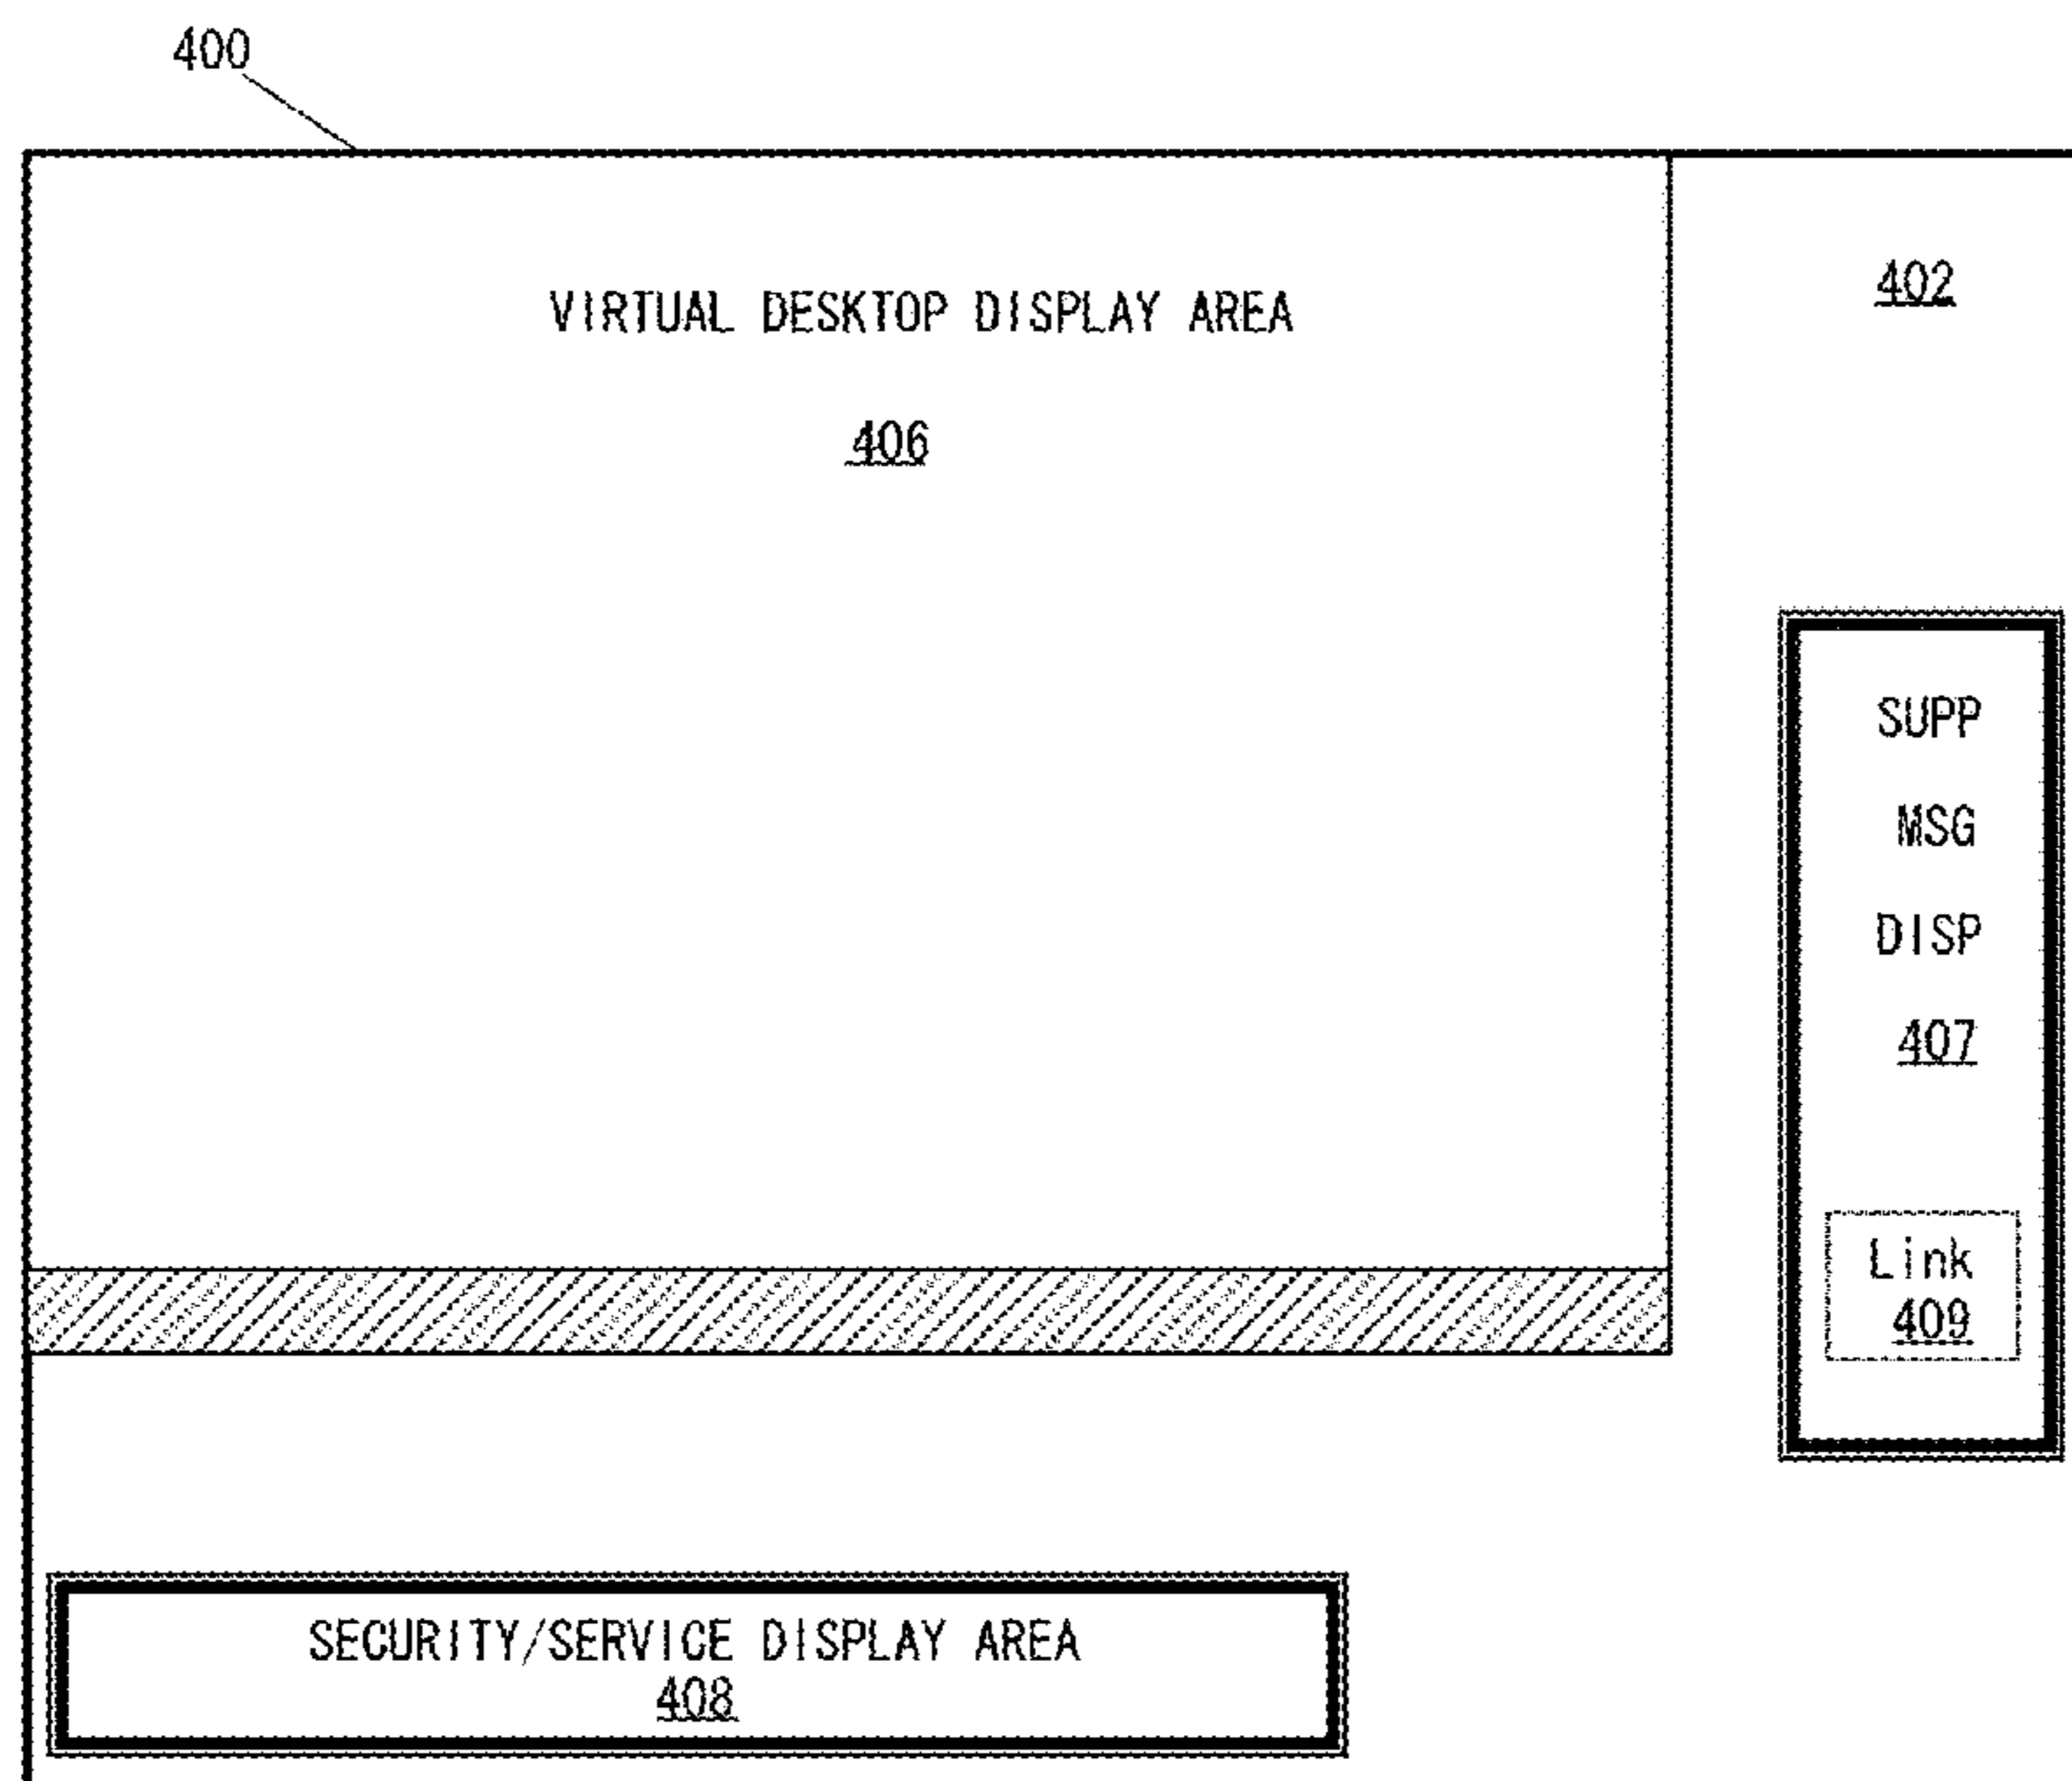 400
VIRTUAL DESKTOP DISPLAY AREA
406
402
SUPP
MSG
DISP
407
Link
409
SECURITY/SERVICE DISPLAY AREA
408